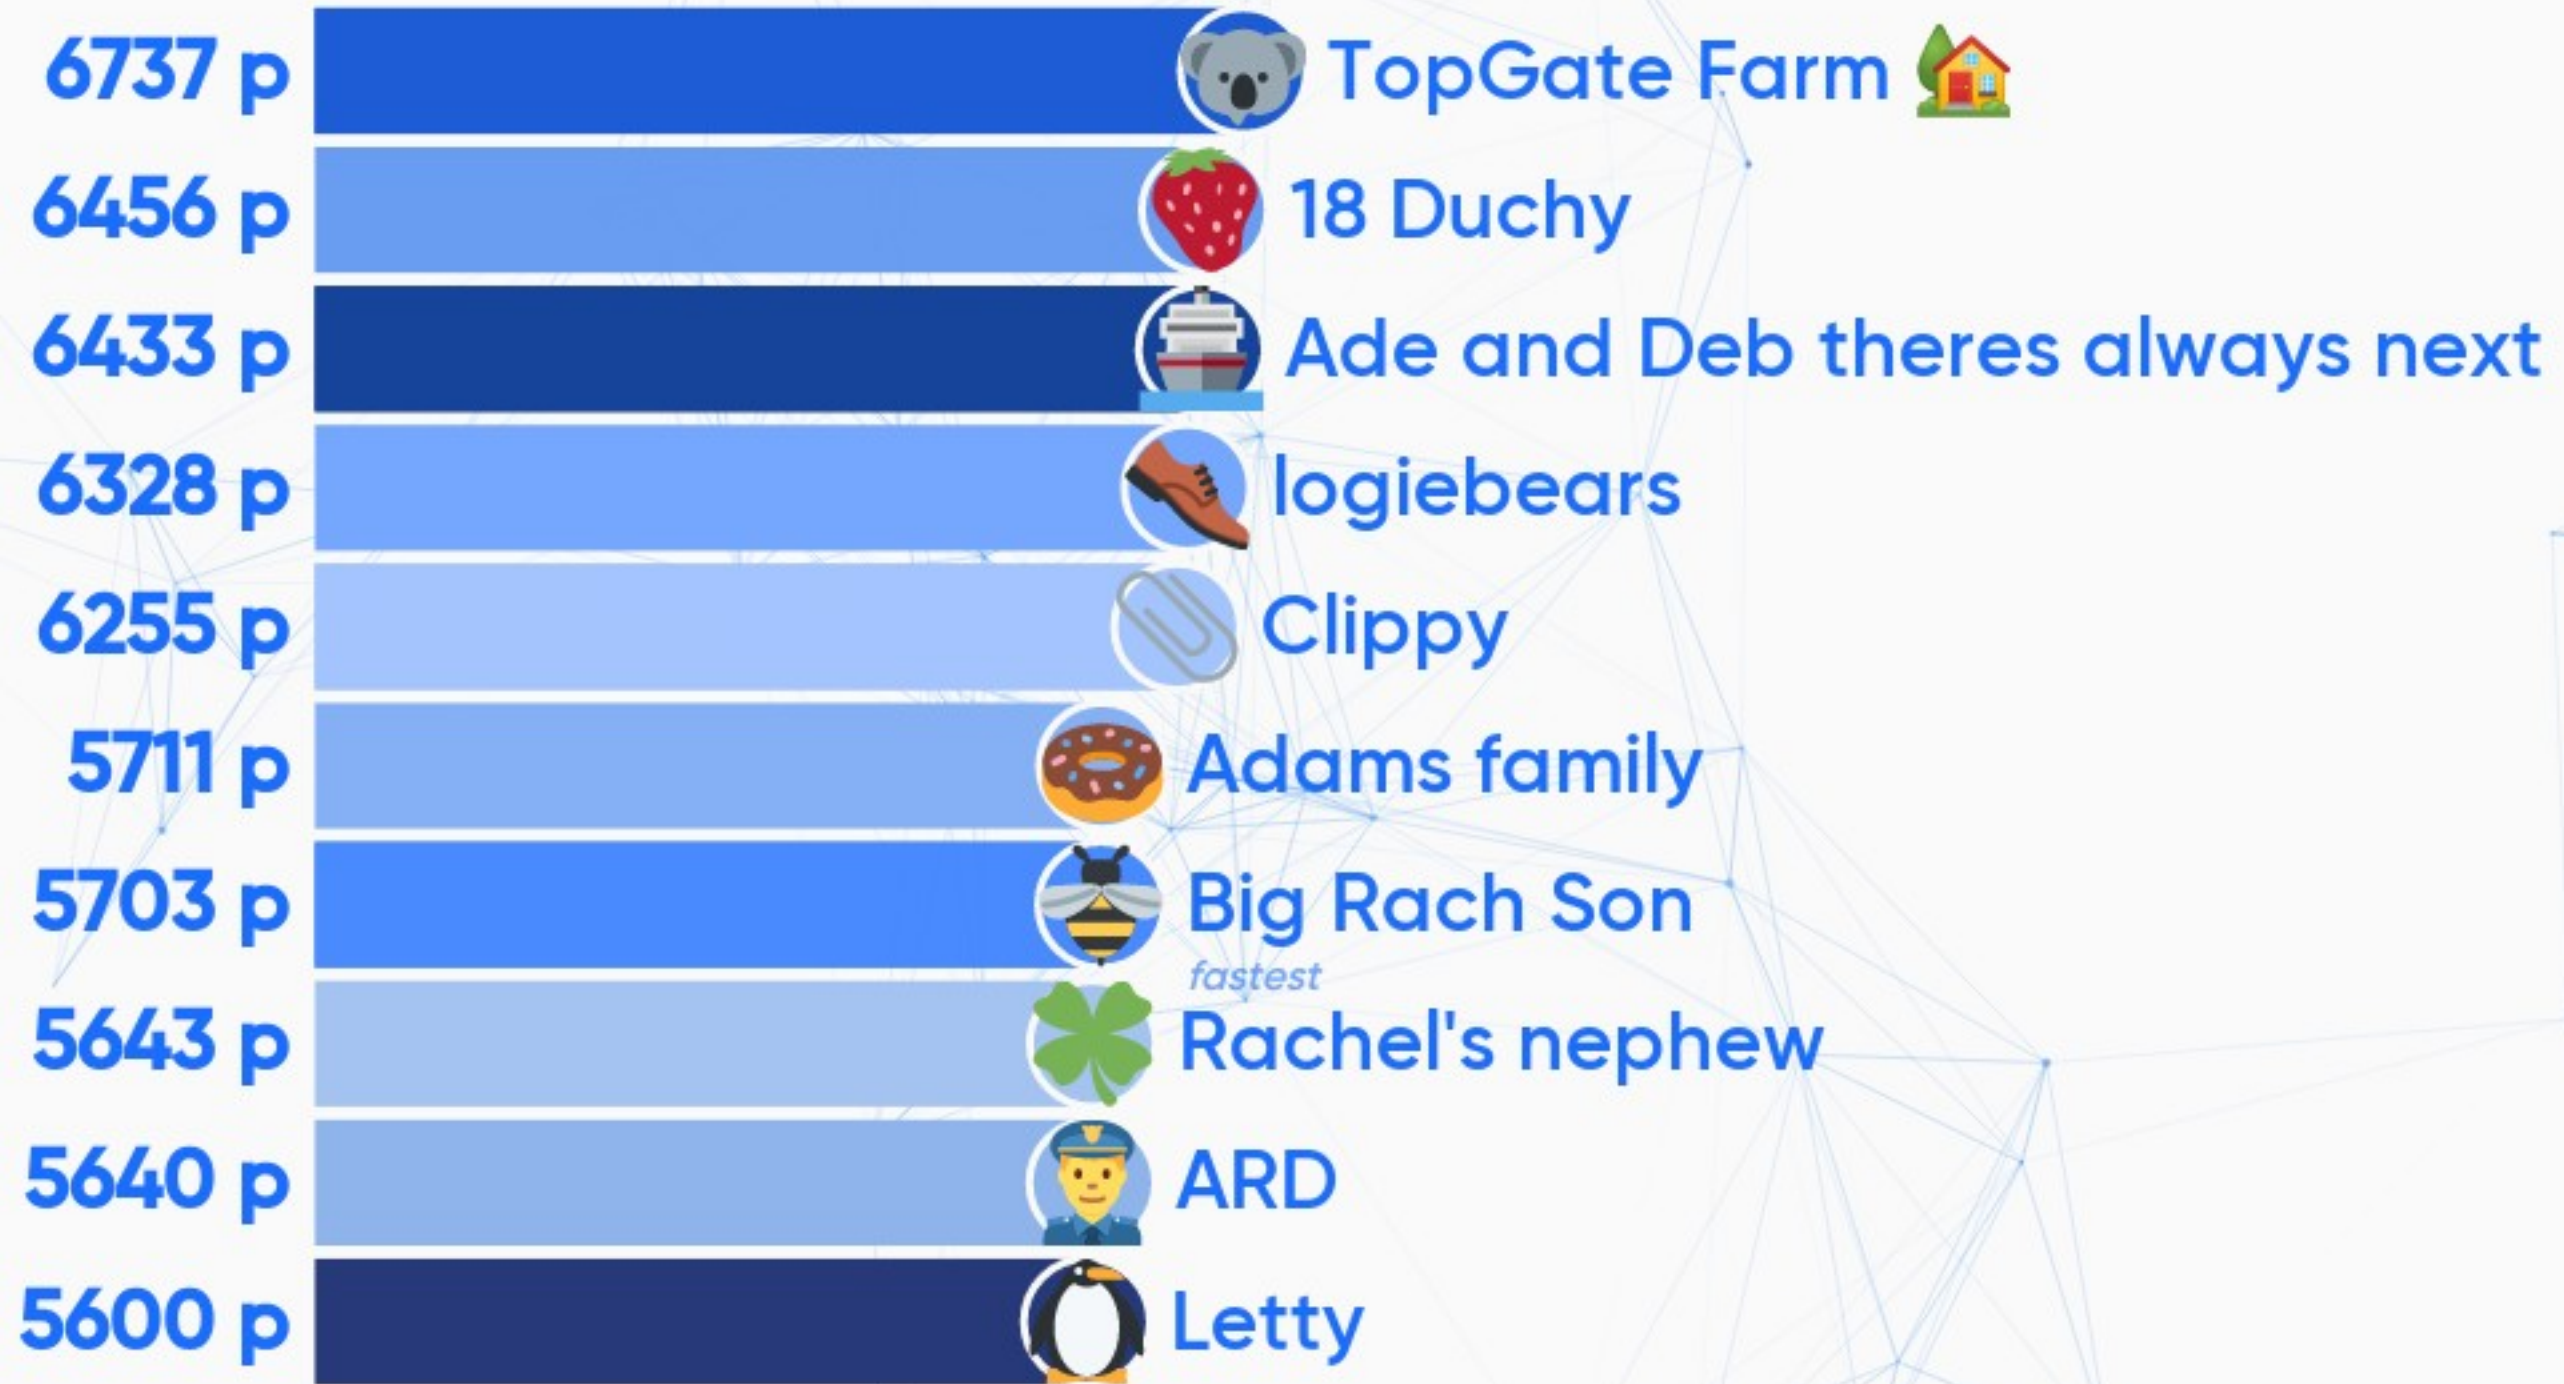 6737 p TopGate Farm 🏡
6456 p 18 Duchy
6433 p Ade and Deb theres always next
6328 p logiebears
6255 p Clippy
5711 p Adams family
5703 p Big Rach Son
fastest
5643 p Rachel's nephew
5640 p ARD
5600 p Letty